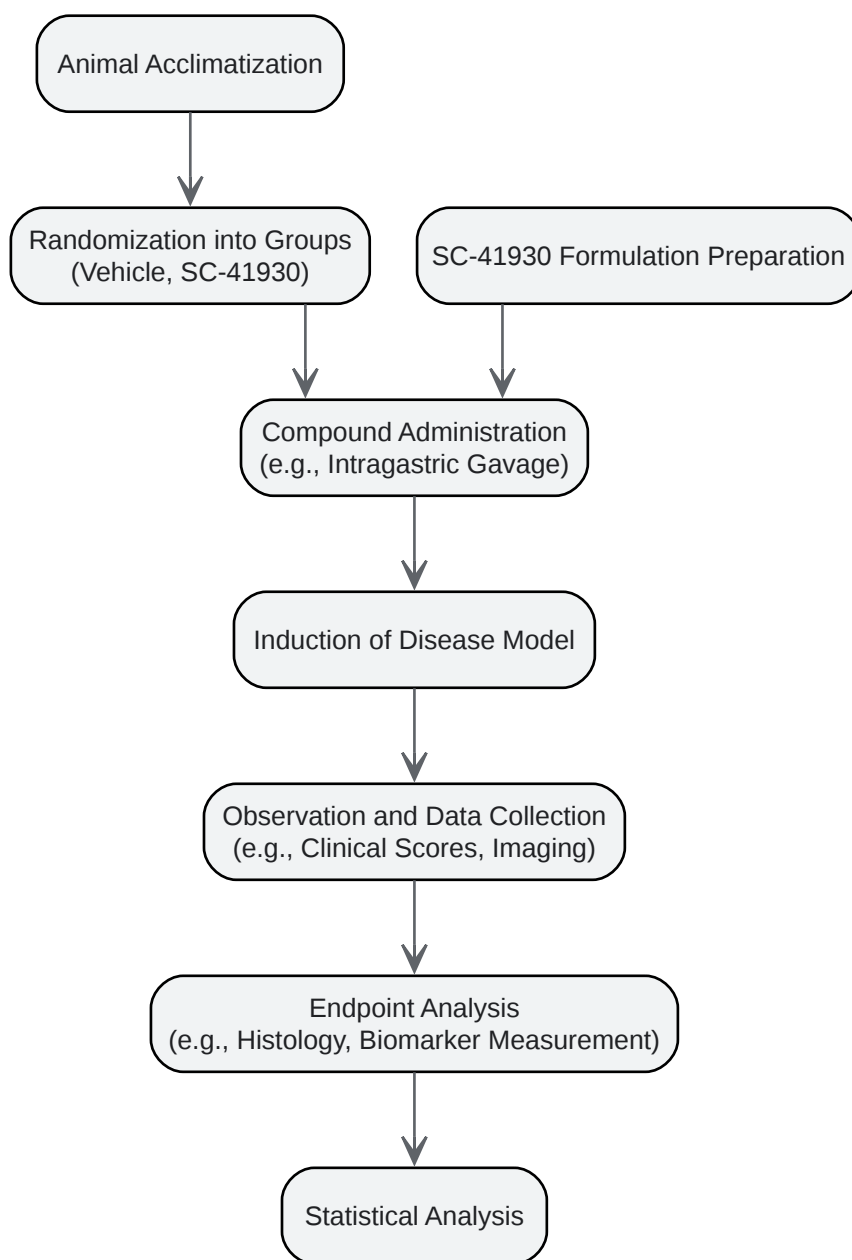 Animal Acclimatization
Randomization into Groups
(Vehicle, SC-41930)
SC-41930 Formulation Preparation
Compound Administration
(e.g., Intragastric Gavage)
Induction of Disease Model
Observation and Data Collection
(e.g., Clinical Scores, Imaging)
Endpoint Analysis
(e.g., Histology, Biomarker Measurement)
Statistical Analysis